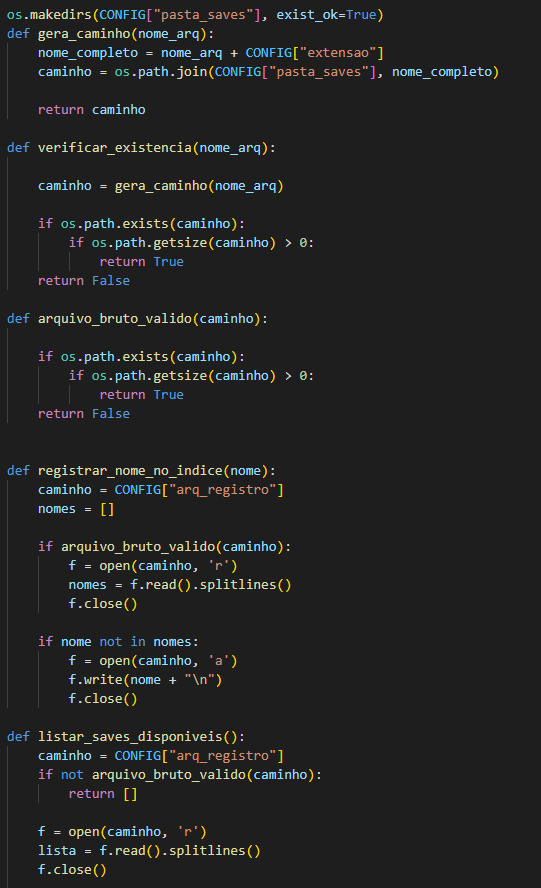 os.makedirs(CONFIG["pasta_saves"], exist_ok=True)
def gera_caminho(nome_arq):
    nome_completo = nome_arq + CONFIG["extensao"]
    caminho = os.path.join(CONFIG["pasta_saves"], nome_completo)

    return caminho

def verificar_existencia(nome_arq):

    caminho = gera_caminho(nome_arq)

    if os.path.exists(caminho):
        if os.path.getsize(caminho) > 0:
            return True
    return False

def arquivo_bruto_valido(caminho):

    if os.path.exists(caminho):
        if os.path.getsize(caminho) > 0:
            return True
    return False


def registrar_nome_no_indice(nome):
    caminho = CONFIG["arq_registro"]
    nomes = []

    if arquivo_bruto_valido(caminho):
        f = open(caminho, 'r')
        nomes = f.read().splitlines()
        f.close()

    if nome not in nomes:
        f = open(caminho, 'a')
        f.write(nome + "\n")
        f.close()

def listar_saves_disponiveis():
    caminho = CONFIG["arq_registro"]
    if not arquivo_bruto_valido(caminho):
        return []

    f = open(caminho, 'r')
    lista = f.read().splitlines()
    f.close()